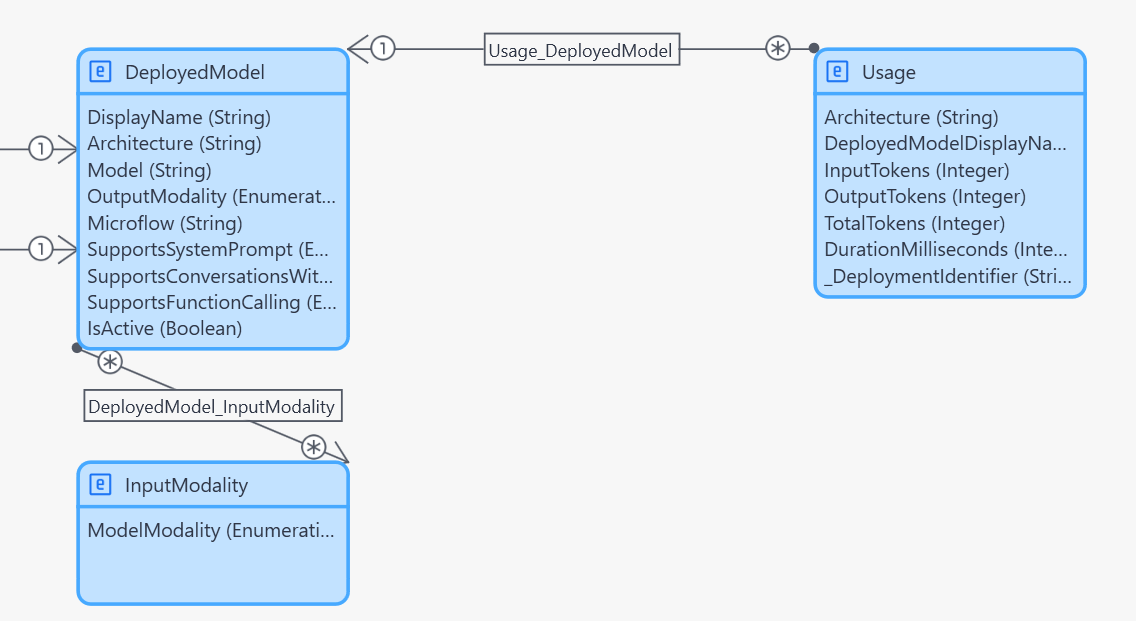 1
Usage_DeployedModel
*
DeployedModel
Usage
DisplayName (String)
Architecture (String)
Model (String)
OutputModality (Enumerat...
Microflow (String)
SupportsSystemPrompt (E...
SupportsConversationsWit...
SupportsFunctionCalling (E...
IsActive (Boolean)
Architecture (String)
DeployedModelDisplayNa...
InputTokens (Integer)
OutputTokens (Integer)
TotalTokens (Integer)
DurationMilliseconds (Inte...
_DeploymentIdentifier (Stri...
1
1
*
DeployedModel_InputModality
*
InputModality
ModelModality (Enumerati...